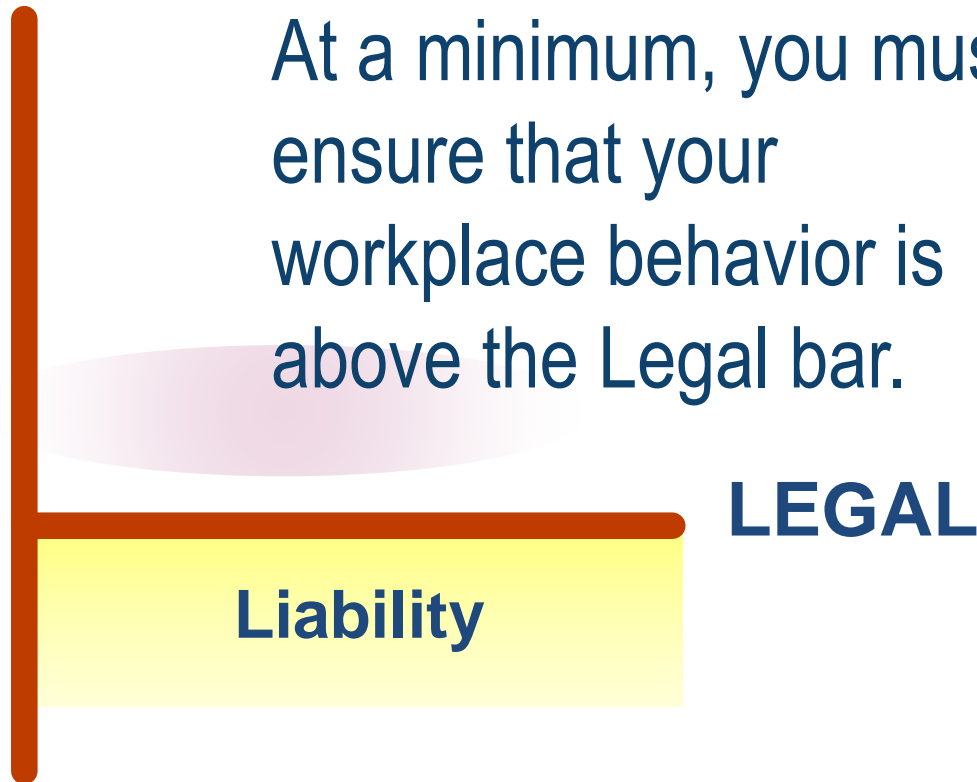 At a minimum, you mus
ensure that your
workplace behavior is
above the Legal bar.
LEGAL
Liability